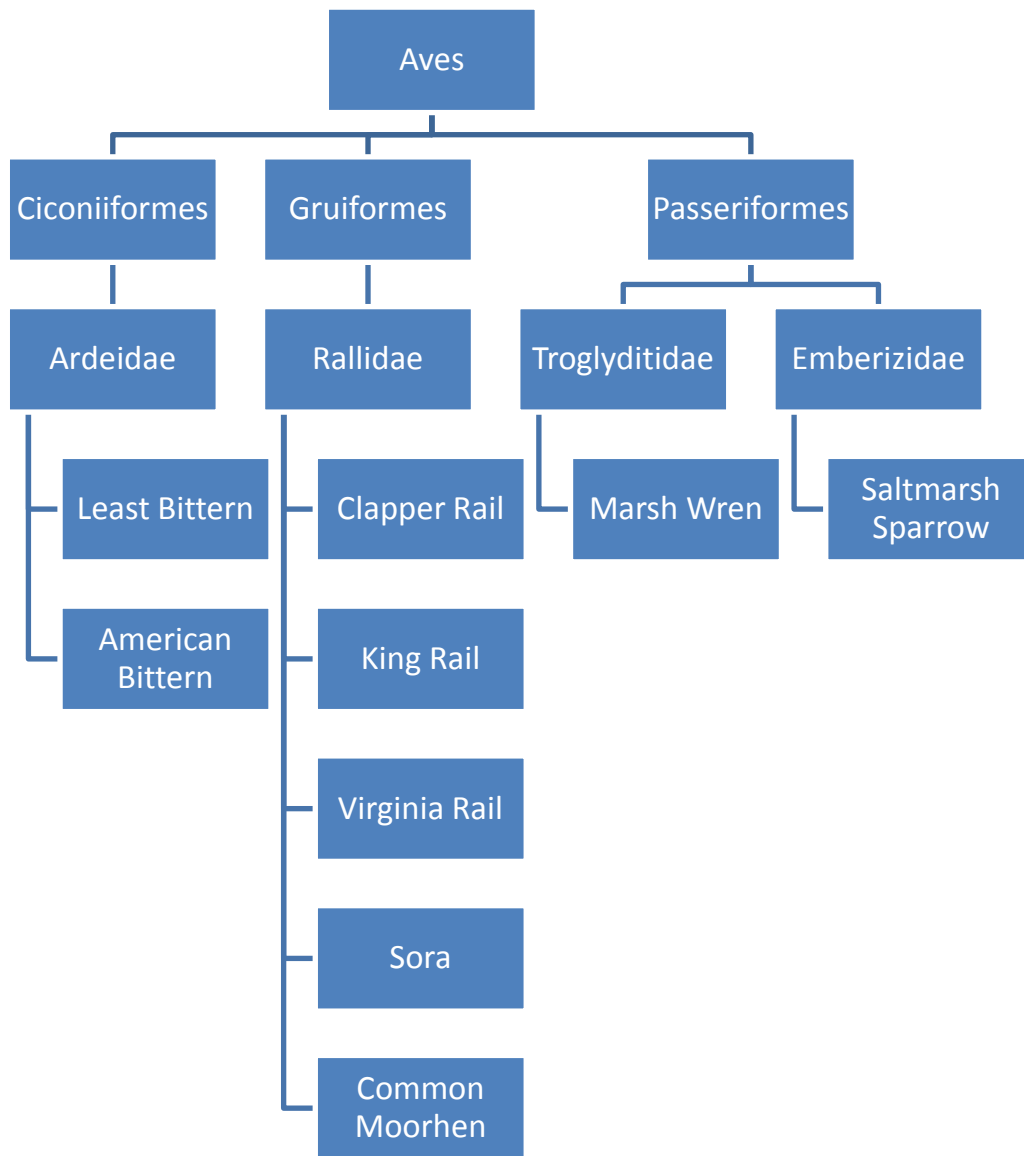 Aves
Ciconiiformes
Gruiformes
Passeriformes
Ardeidae
Rallidae
Troglyditidae
Emberizidae
Least Bittern
Clapper Rail
Marsh Wren
Saltmarsh
Sparrow
American
Bittern
King Rail
Virginia Rail
Sora
Common
Moorhen